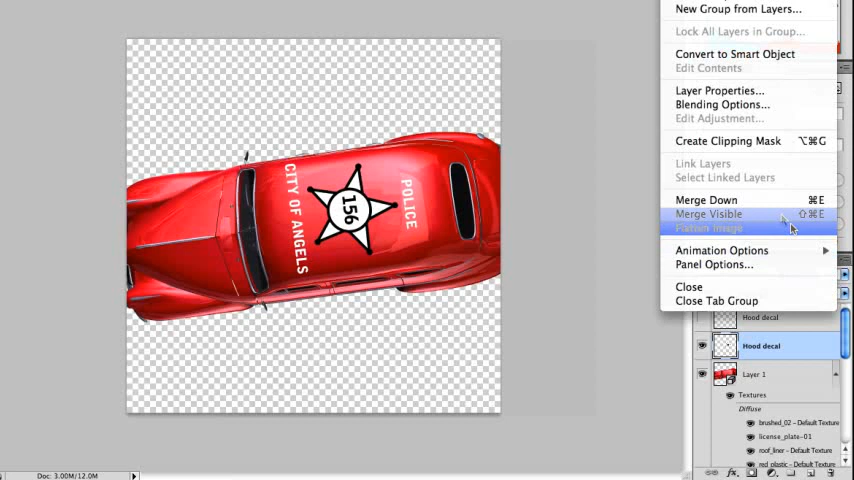 New Group from Layers...
Lock All Layers in Group...
Convert to Smart Object
Edit Contents
Layer Properties...
Blending Options...
Edit Adjustment...
Create Clipping Mask ⌥⌘G
Link Layers
Select Linked Layers
Merge Down ⌘E
Merge Visible ⇧⌘E
Flatten Image
Animation Options
Panel Options...
Close
Close Tab Group
CITY OF ANGELS
156
POLICE
Hood decal
Hood decal
Layer 1
Textures
Diffuse
brushed_02 - Default Texture
license_plate-01
roof_liner - Default Texture
red_plastic - Default Texture
fx
Doc: 3.00M/12.0M